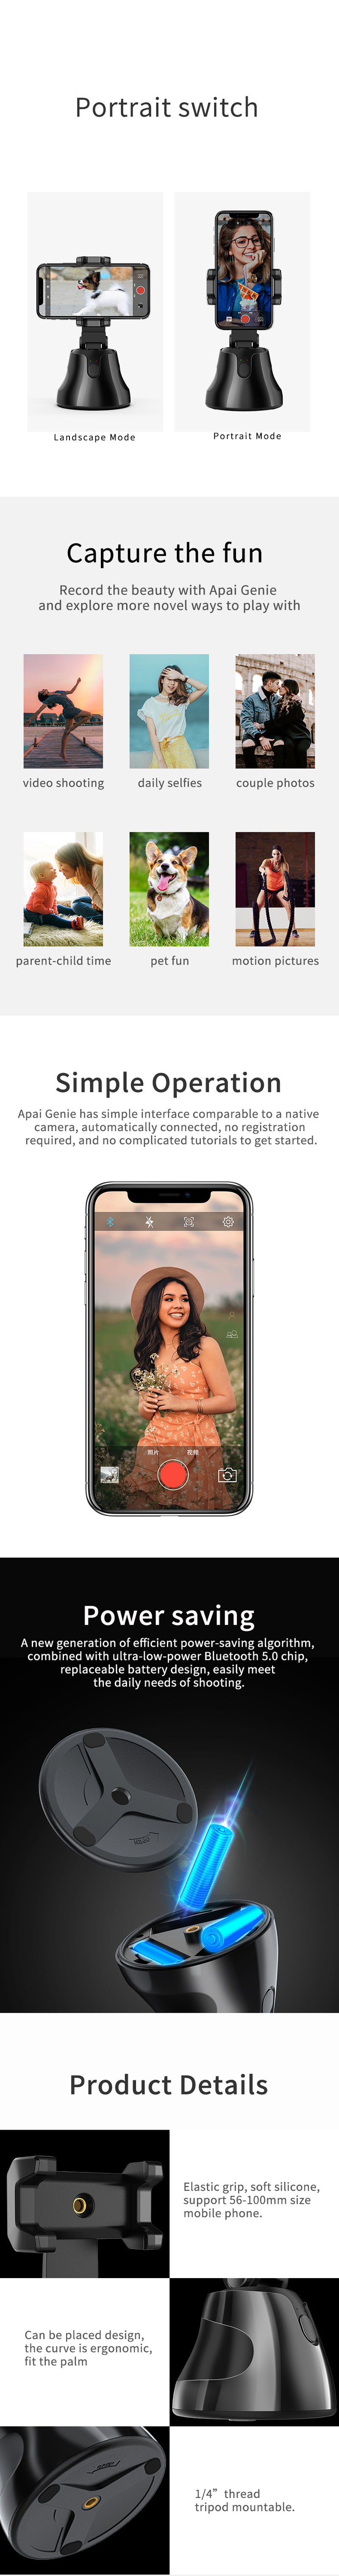 Portrait switch
Landscape Mode
Portrait Mode
Capture the fun
Record the beauty with Apai Genie
and explore more novel ways to play with
video shooting
daily selfies
couple photos
parent-child time
pet fun
motion pictures
Simple Operation
Apai Genie has simple interface comparable to a native
camera, automatically connected, no registration
required, and no complicated tutorials to get started.
照片 视频
Power saving
A new generation of efficient power-saving algorithm,
combined with ultra-low-power Bluetooth 5.0 chip,
replaceable battery design, easily meet
the daily needs of shooting.
Product Details
Elastic grip, soft silicone,
support 56-100mm size
mobile phone.
Can be placed design,
the curve is ergonomic,
fit the palm
1/4” thread
tripod mountable.